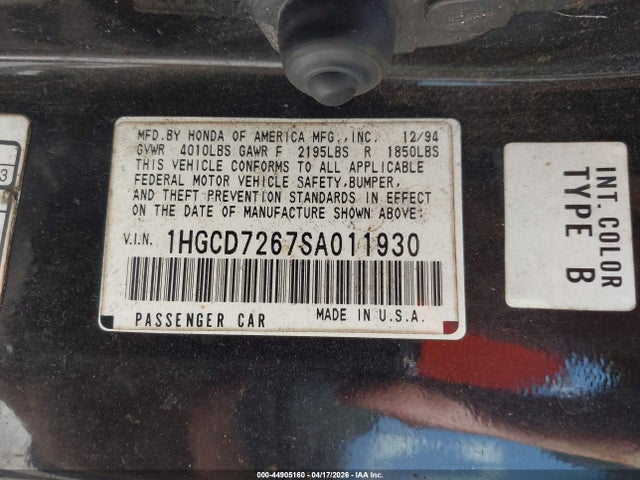 MFD.BY HONDA OF AMERICA MFG.,INC. 12/94
GVWR 4010LBS GAWR F 2195LBS R 1850LBS
THIS VEHICLE CONFORMS TO ALL APPLICABLE
FEDERAL MOTOR VEHICLE SAFETY,BUMPER,
AND THEFT PREVENTION STANDARDS IN EFFECT
ON THE DATE OF MANUFACTURE SHOWN ABOVE:
V.I.N. 1HGCD7267SA011930
PASSENGER CAR MADE IN U.S.A.
INT. COLOR
TYPE B
3
000-44905160 - 04/17/2026 - IAA Inc.